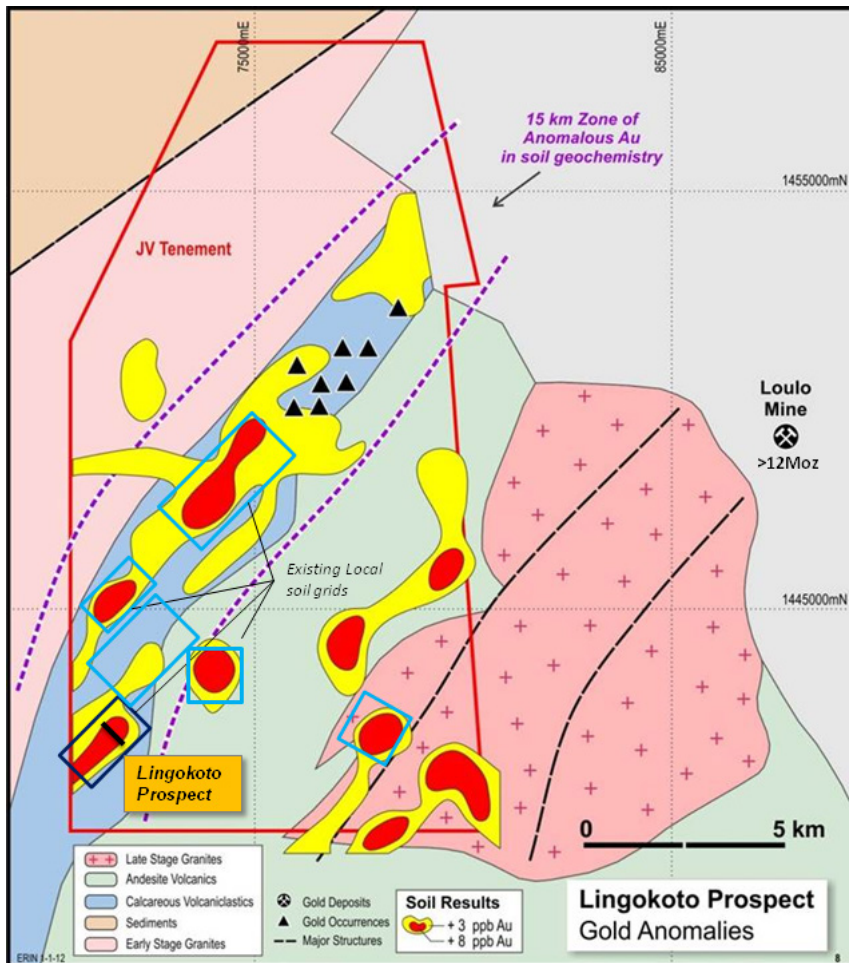 75000mE
85000mE
15 km Zone of
Anomalous Au
in soil geochemistry
1455000mN
JV Tenement
Loulo
Mine
>12Moz
Existing Local
soil grids
1445000mN
Lingokoto
Prospect
0 5 km
Late Stage Granites
Andesite Volcanics
Calcareous Volcaniclastics
Sediments
Early Stage Granites
Gold Deposits
Gold Occurrences
Major Structures
Soil Results
+ 3 ppb Au
+ 8 ppb Au
Lingokoto Prospect
Gold Anomalies
8